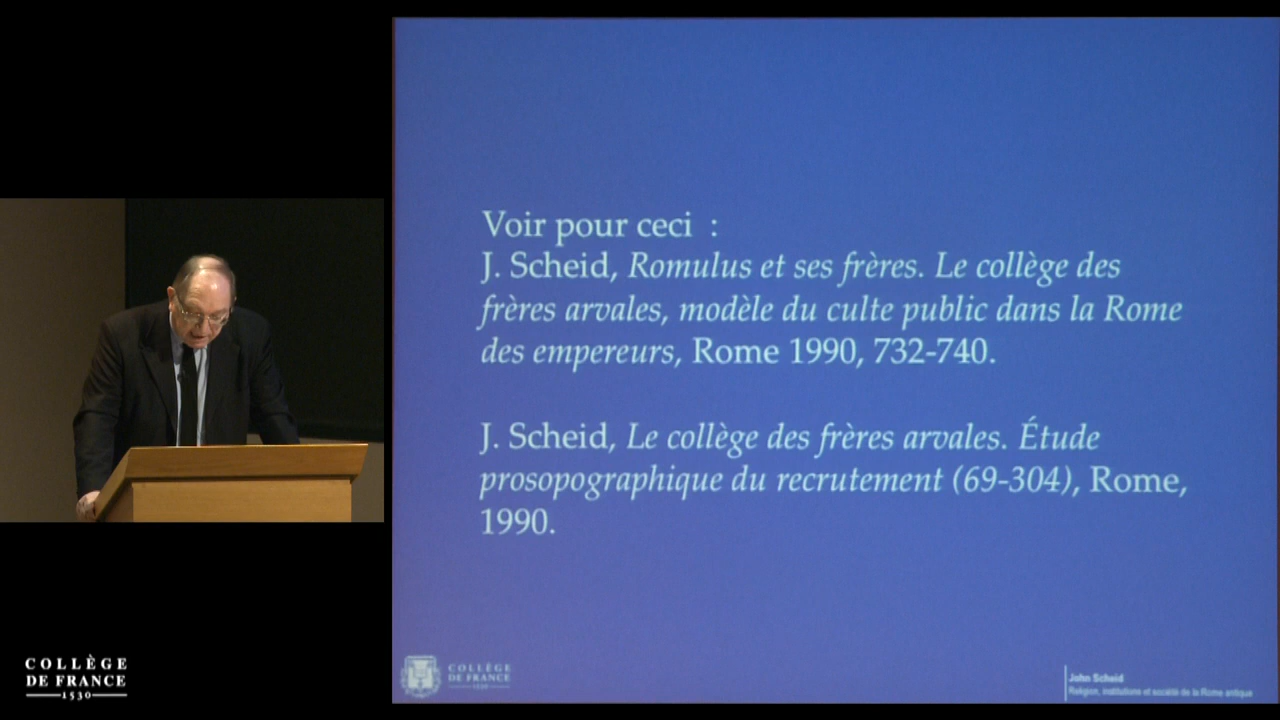 Voir pour ceci :
J. Scheid, Romulus et ses frères. Le collège des
frères arvales, modèle du culte public dans la Rome
des empereurs, Rome 1990, 732-740.
J. Scheid, Le collège des frères arvales. Étude
prosopographique du recrutement (69-304), Rome,
1990.
COLLÈGE
DE FRANCE
1530
COLLÈGE
DE FRANCE
1530
John Scheid
Religion, institutions et société de la Rome antique